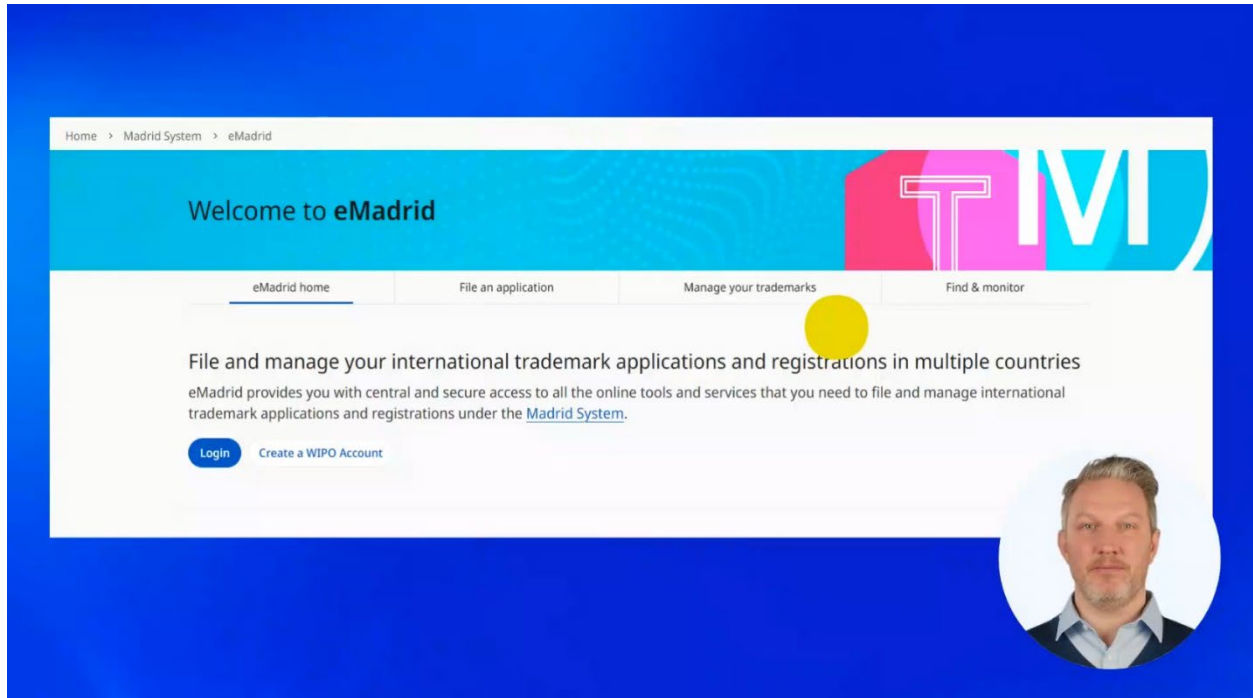 Home > Madrid System > eMadrid
Welcome to eMadrid
TM
eMadrid home File an application Manage your trademarks Find & monitor
File and manage your international trademark applications and registrations in multiple countries
eMadrid provides you with central and secure access to all the online tools and services that you need to file and manage international
trademark applications and registrations under the Madrid System.
Login Create a WIPO Account